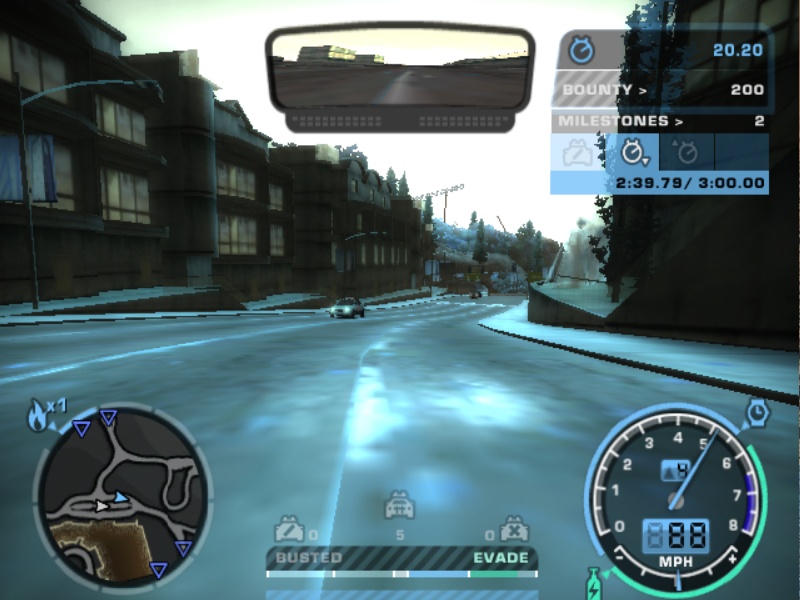 20.20
BOUNTY > 200
MILESTONES > 2
2:39.79/ 3:00.00
x1
0 1 2 3 4 5 6 7 8
4
88
MPH
0 5 0
BUSTED EVADE